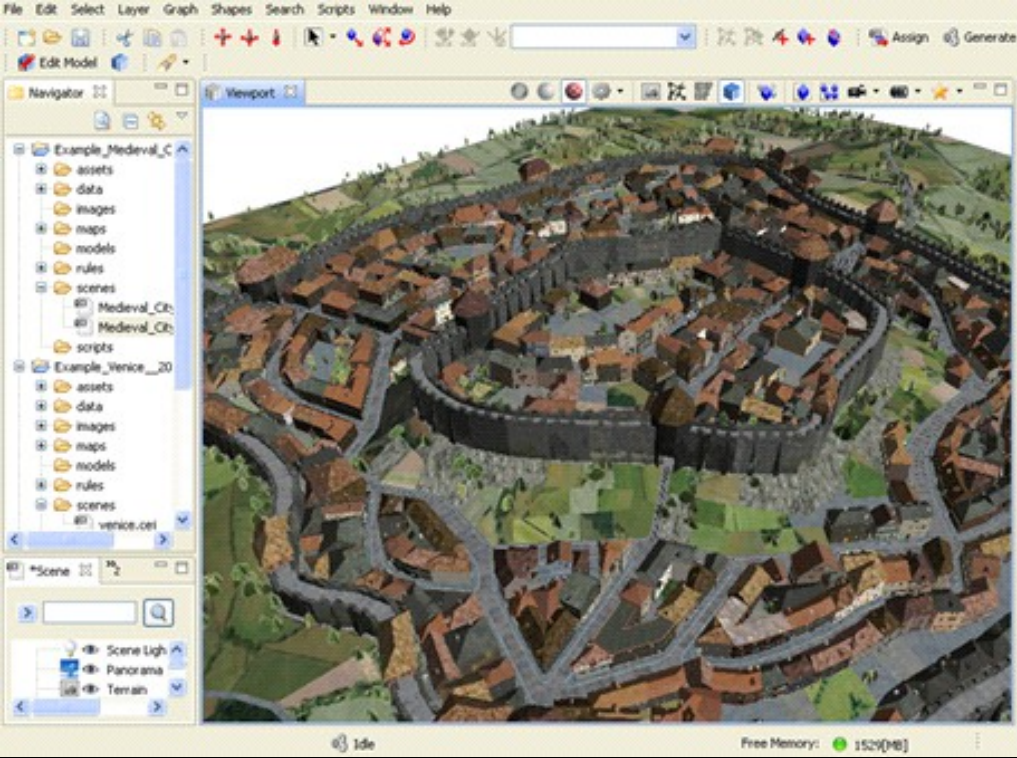 File Edit Select Layer Graph Shapes Search Scripts Window Help
Assign Generate
Edit Model
Navigator
Viewport
Example_Medieval_C
assets
data
images
maps
models
rules
scenes
Medieval_City
Medieval_City
scripts
Example_Venice__20
assets
data
images
maps
models
rules
scenes
venice.cej
*Scene
»2
Scene Ligh
Panorama
Terrain
Idle
Free Memory: 1529[MB]